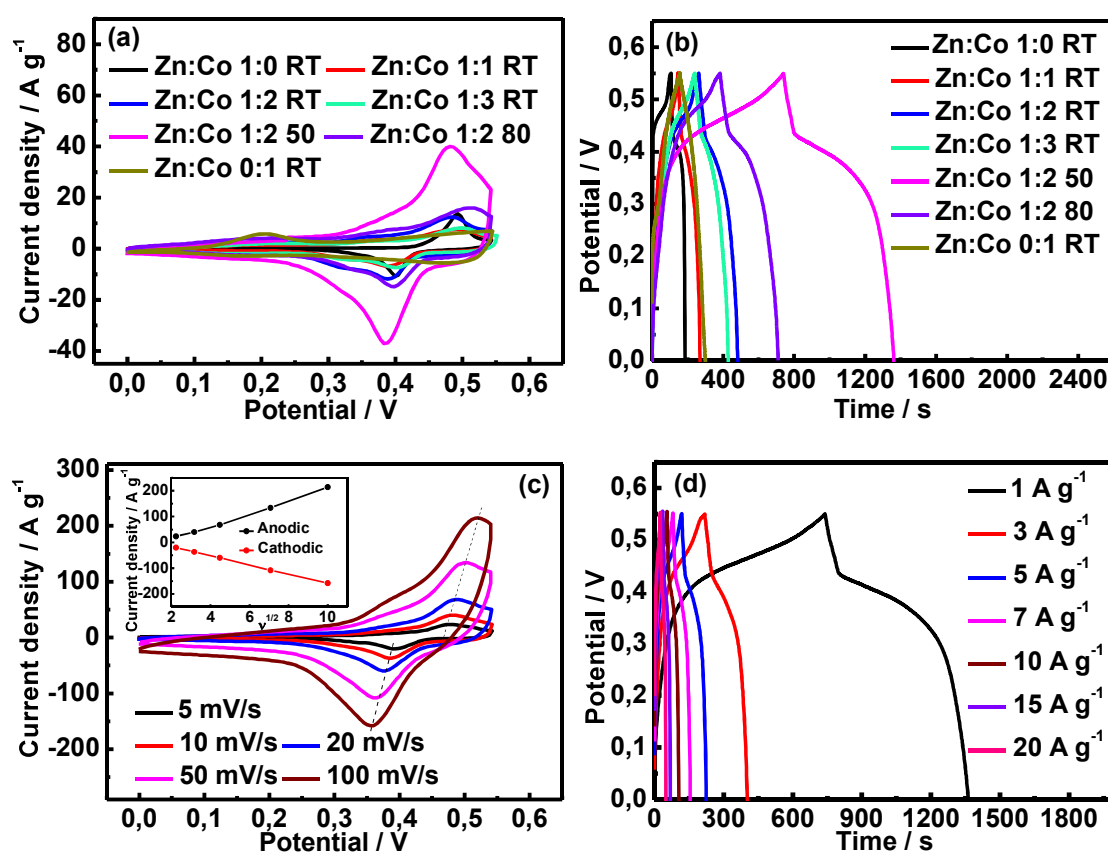 (a)
80
60
40
20
0
-20
-40
Current density / A g-1
Zn:Co 1:0 RT Zn:Co 1:1 RT
Zn:Co 1:2 RT Zn:Co 1:3 RT
Zn:Co 1:2 50 Zn:Co 1:2 80
Zn:Co 0:1 RT
0,0 0,1 0,2 0,3 0,4 0,5 0,6
Potential / V
(b)
0,6
0,5
0,4
0,3
0,2
0,1
0,0
Potential / V
Zn:Co 1:0 RT
Zn:Co 1:1 RT
Zn:Co 1:2 RT
Zn:Co 1:3 RT
Zn:Co 1:2 50
Zn:Co 1:2 80
Zn:Co 0:1 RT
0 400 800 1200 1600 2000 2400
Time / s
(c)
300
200
100
0
-100
-200
Current density / A g-1
200
150
100
50
0
-50
-100
-150
-200
Current density / A g-1
Anodic
Cathodic
2 4 6 8 10
ν1/2
5 mV/s
10 mV/s 20 mV/s
50 mV/s 100 mV/s
0,0 0,1 0,2 0,3 0,4 0,5 0,6
Potential / V
(d)
0,6
0,5
0,4
0,3
0,2
0,1
0,0
Potential / V
1 A g-1
3 A g-1
5 A g-1
7 A g-1
10 A g-1
15 A g-1
20 A g-1
0 300 600 900 1200 1500 1800
Time / s